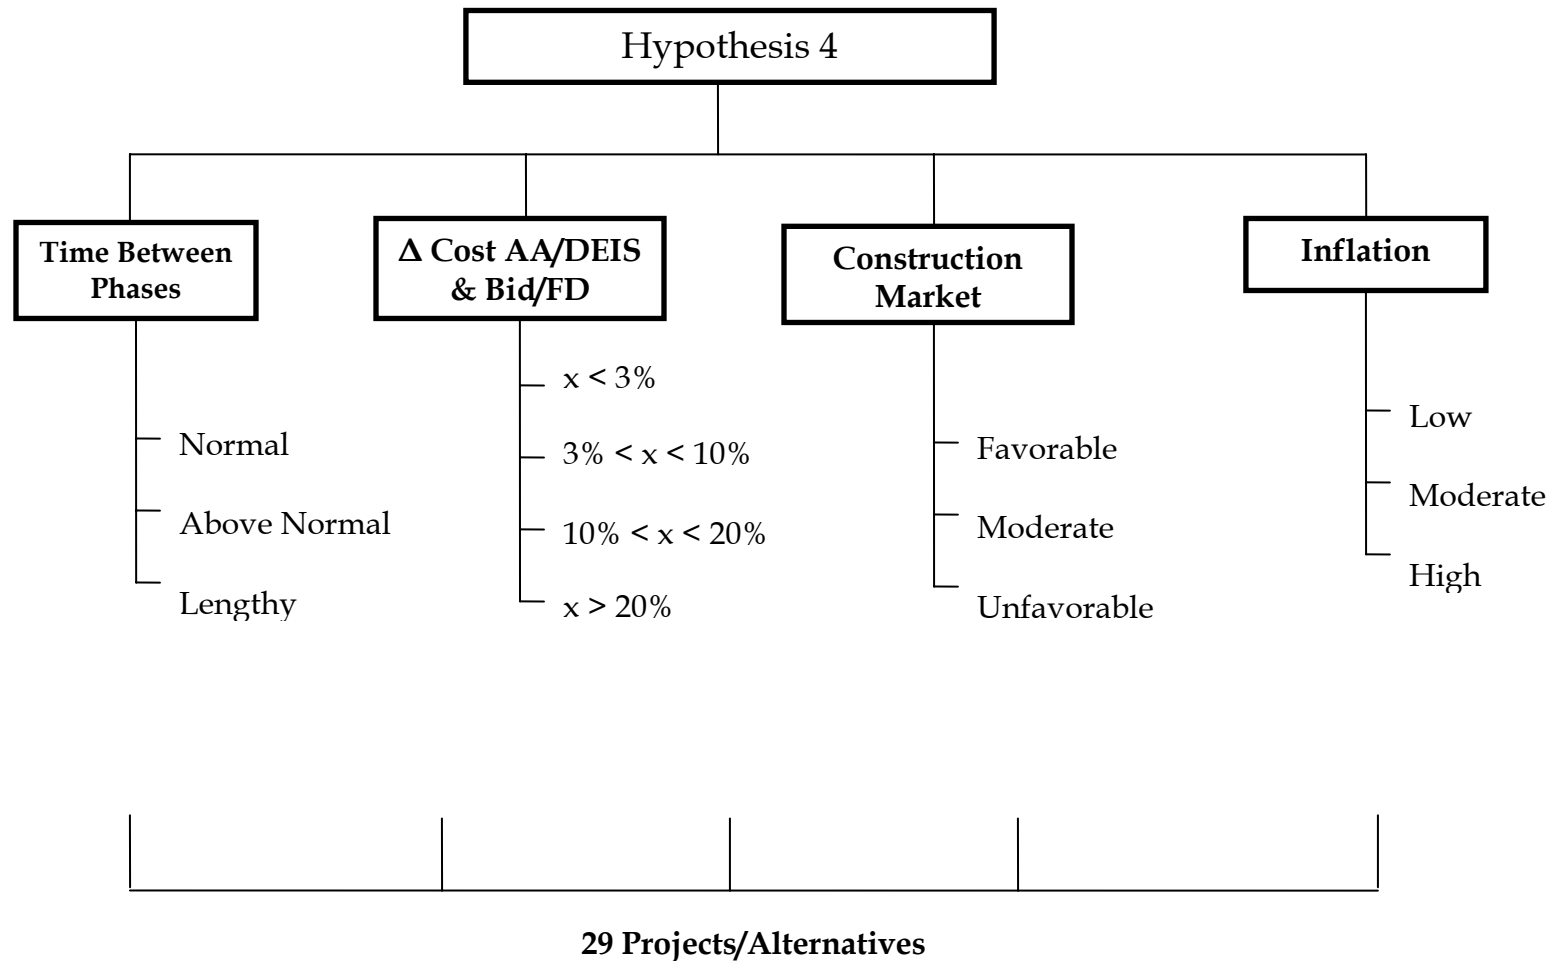 Hypothesis 4
Time Between
Phases
Normal
Above Normal
Lengthy
Δ Cost AA/DEIS
& Bid/FD
x < 3%
3% < x < 10%
10% < x < 20%
x > 20%
Construction
Market
Favorable
Moderate
Unfavorable
Inflation
Low
Moderate
High
29 Projects/Alternatives